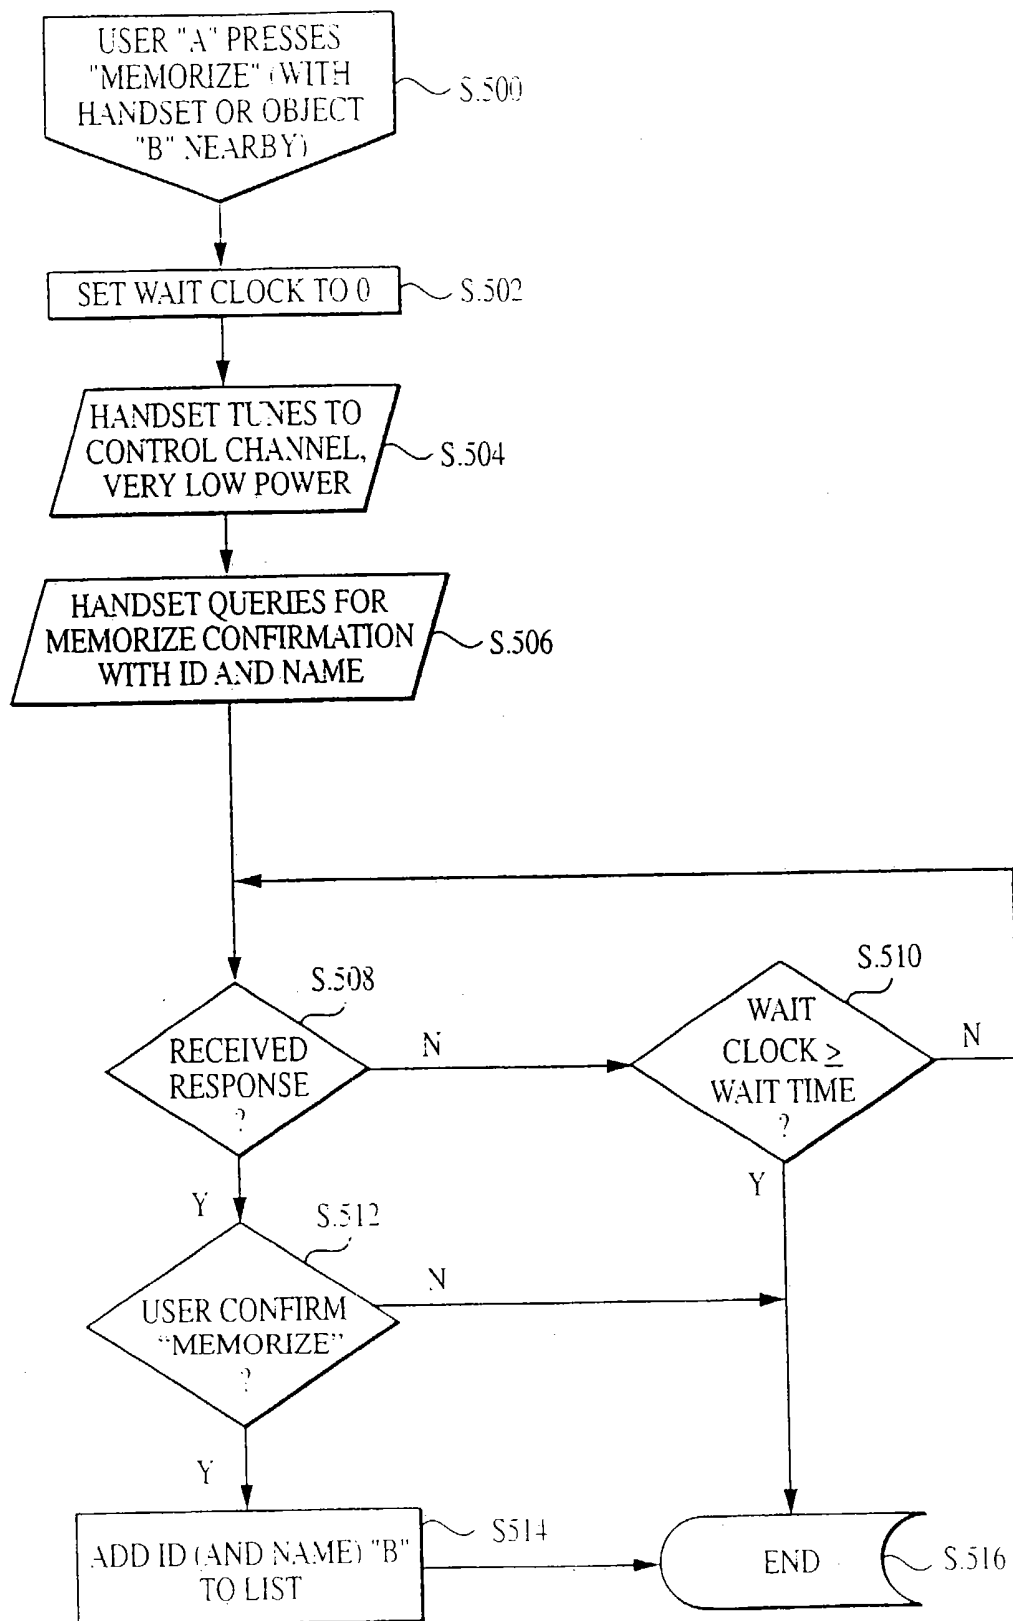 USER "A" PRESSES
"MEMORIZE" (WITH
HANDSET OR OBJECT
"B" NEARBY)
S.500
SET WAIT CLOCK TO 0
S.502
HANDSET TUNES TO
CONTROL CHANNEL,
VERY LOW POWER
S.504
HANDSET QUERIES FOR
MEMORIZE CONFIRMATION
WITH ID AND NAME
S.506
S.508
RECEIVED
RESPONSE
?
N
Y
S.510
WAIT
CLOCK ≥
WAIT TIME
?
N
Y
S.512
USER CONFIRM
“MEMORIZE”
?
N
Y
S514
ADD ID (AND NAME) "B"
TO LIST
END
S.516